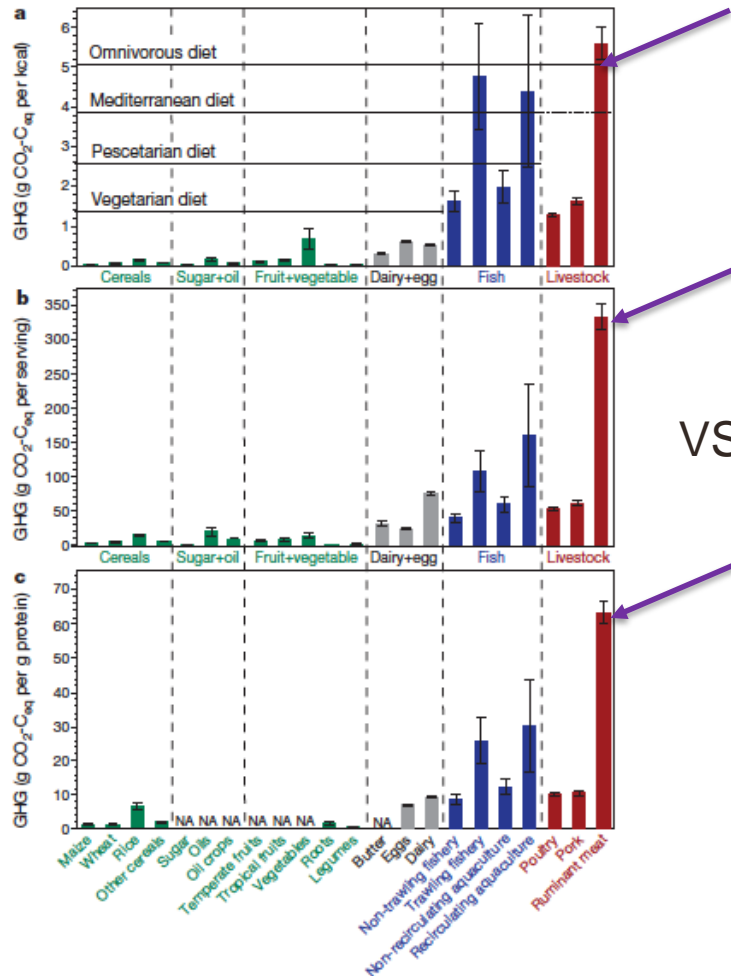 a
GHG (g CO₂-Cₑq per kcal)
6
5
4
3
2
1
0
Omnivorous diet
Mediterranean diet
Pescetarian diet
Vegetarian diet
Cereals Sugar+oil Fruit+vegetable Dairy+egg Fish Livestock
b
GHG (g CO₂-Cₑq per serving)
350
300
250
200
150
100
50
0
VS
Cereals Sugar+oil Fruit+vegetable Dairy+egg Fish Livestock
c
GHG (g CO₂-Cₑq per g protein)
70
60
50
40
30
20
10
0
NA NA NA NA NA NA NA
Maize
Wheat
Rice
Other cereals
Sugar
Oils
Oil crops
Temperate fruits
Tropical fruits
Vegetables
Roots
Legumes
Butter
Eggs
Dairy
Non-trawling fishery
Trawling fishery
Non-recirculating aquaculture
Recirculating aquaculture
Poultry
Pork
Ruminant meat